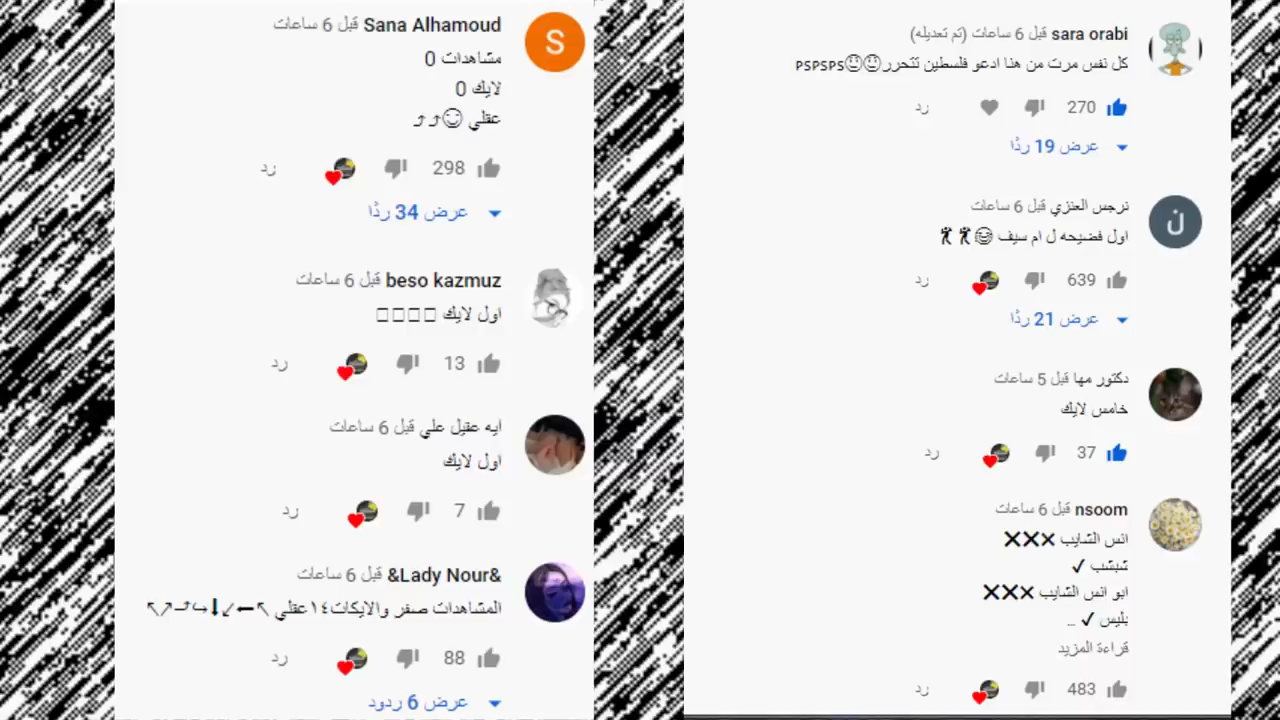 sara orabi قبل 6 ساعات (تم تعديله)
كل نفس مرت من هنا ادعو فلسطين تتحرر🙂🙂PSPSPS
270 رد
عرض 19 ردًا
ن
نرجس العنزي قبل 6 ساعات
اول فضيحه ل ام سيف 😂💃💃
639 رد
عرض 21 ردًا
دكتور مها قبل 5 ساعات
خامس لايك
37 رد
nsoom قبل 6 ساعات
انس الشايب ❌❌❌
شبشب ✔
ابو انس الشايب ❌❌❌
بليس ✔ ...
قراءة المزيد
483 رد
S
Sana Alhamoud قبل 6 ساعات
مشاهدات 0
لايك 0
عقلي 🙂⤴⤴
298 رد
عرض 34 ردًا
beso kazmuz قبل 6 ساعات
اول لايك □□□□
13 رد
ايه عقيل علي قبل 6 ساعات
اول لايك
7 رد
&Lady Nour& قبل 6 ساعات
المشاهدات صفر والايكات١٤عقلي ↖⬅↙⬇↪⤴↗↖
88 رد
عرض 6 ردود